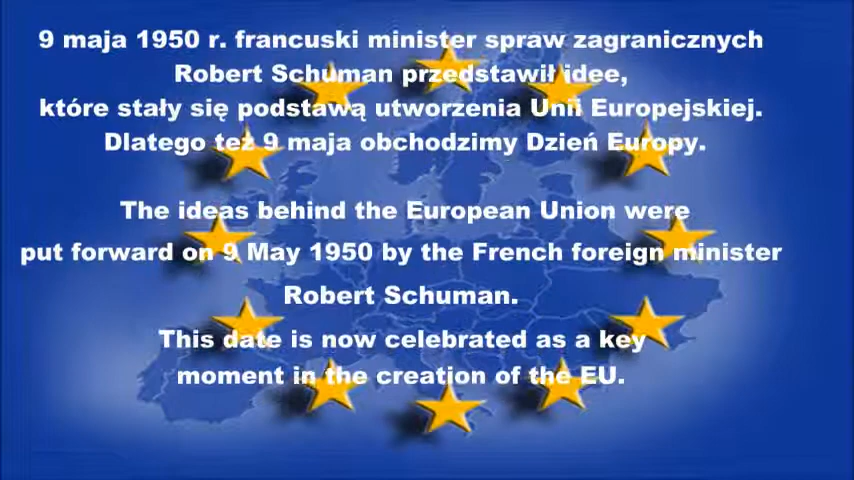 9 maja 1950 r. francuski minister spraw zagranicznych
Robert Schuman przedstawił idee,
które stały się podstawą utworzenia Unii Europejskiej.
Dlatego też 9 maja obchodzimy Dzień Europy.
The ideas behind the European Union were
put forward on 9 May 1950 by the French foreign minister
Robert Schuman.
This date is now celebrated as a key
moment in the creation of the EU.